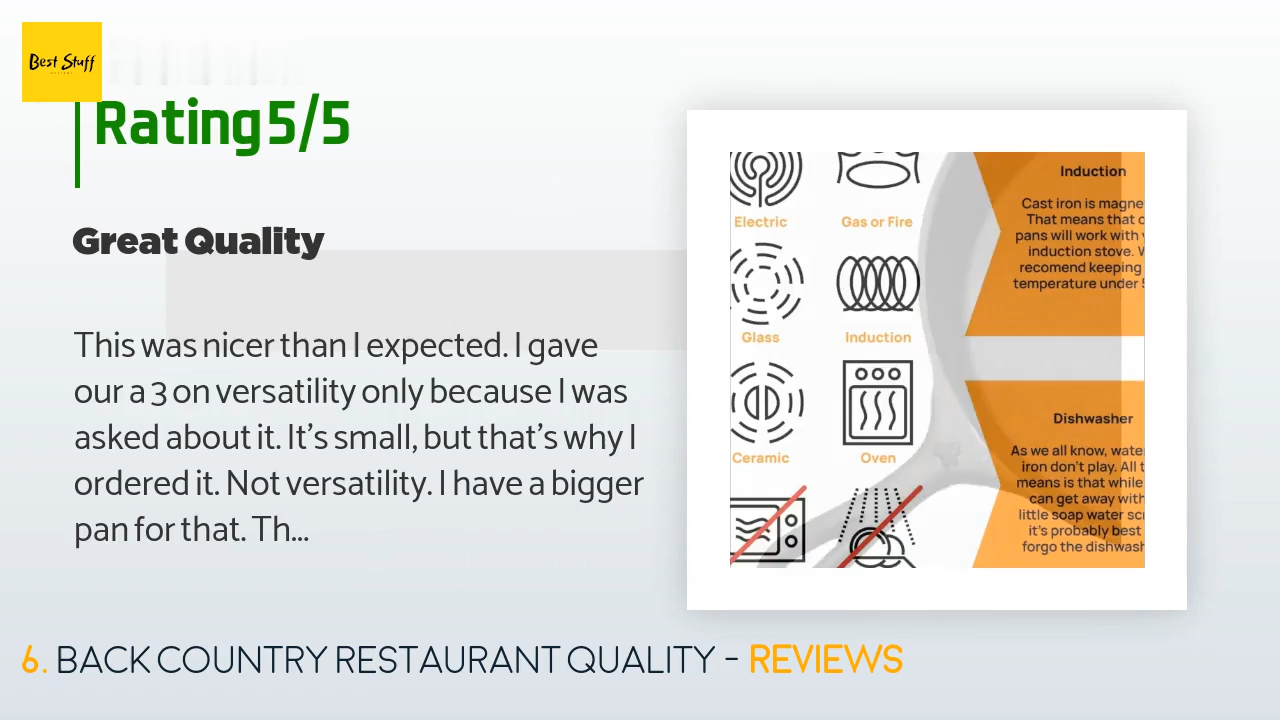 Best Stuff
Rating 5/5
Great Quality
This was nicer than I expected. I gave
our a 3 on versatility only because I was
asked about it. It’s small, but that’s why I
ordered it. Not versatility. I have a bigger
pan for that. Th...
Electric
Gas or Fire
Glass
Induction
Ceramic
Oven
Induction
Cast iron is magne
That means that
pans will work with
induction stove.
recomend keeping
temperature under
Dishwasher
As we all know, wate
iron don't play. All
means is that while
can get away with
little soap water
it's probably best
forgo the dishwash
6. BACK COUNTRY RESTAURANT QUALITY - REVIEWS